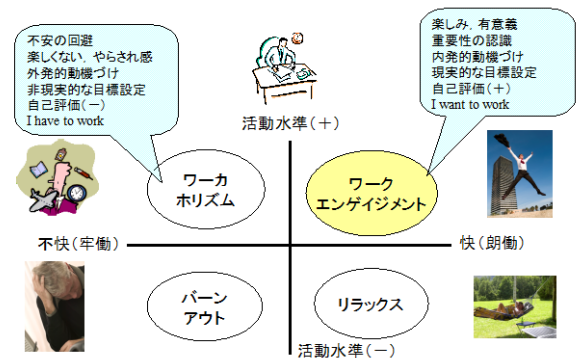 不安の回避
楽しくない，やらされ感
外発的動機づけ
非現実的な目標設定
自己評価（－）
I have to work
楽しみ，有意義
重要性の認識
内発的動機づけ
現実的な目標設定
自己評価（＋）
I want to work
活動水準（＋）
ワーカ
ホリズム
ワーク
エンゲイジメント
不快（牢働）
快（朗働）
バーン
アウト
リラックス
活動水準（－）